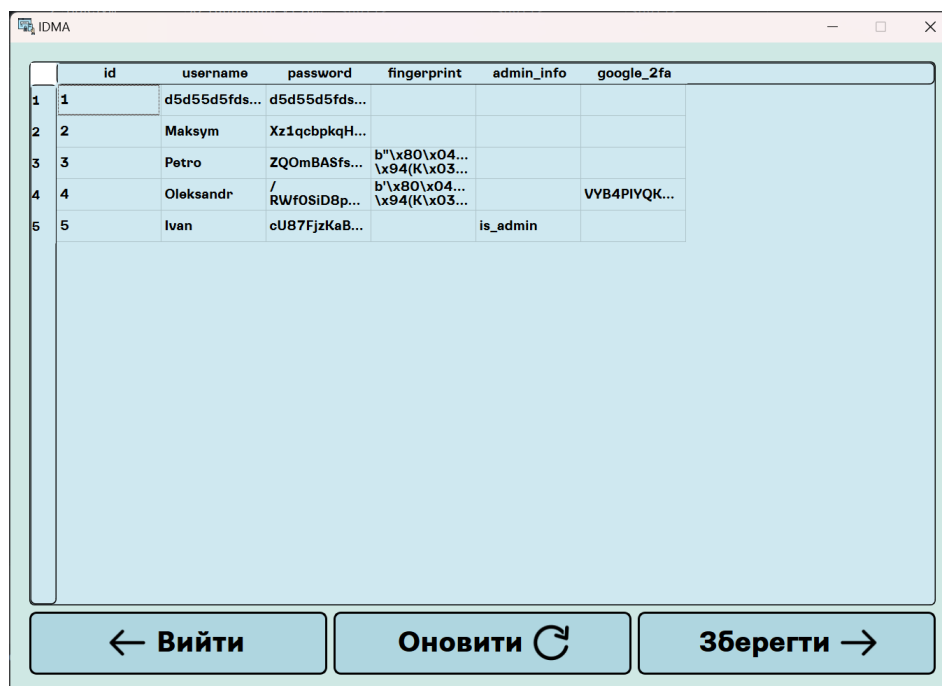 IDMA
id username password fingerprint admin_info google_2fa
1 1 d5d55d5fds... d5d55d5fds...
2 2 Maksym Xz1qcbpkqH...
3 3 Petro ZQOmBASfs... b"\x80\x04...
\x94(K\x03...
4 4 Oleksandr /
RWf0SiD8p... b'\x80\x04...
\x94(K\x03... VYB4PIYQK...
5 5 Ivan cU87FjzKaB... is_admin
Вийти Оновити Зберегти